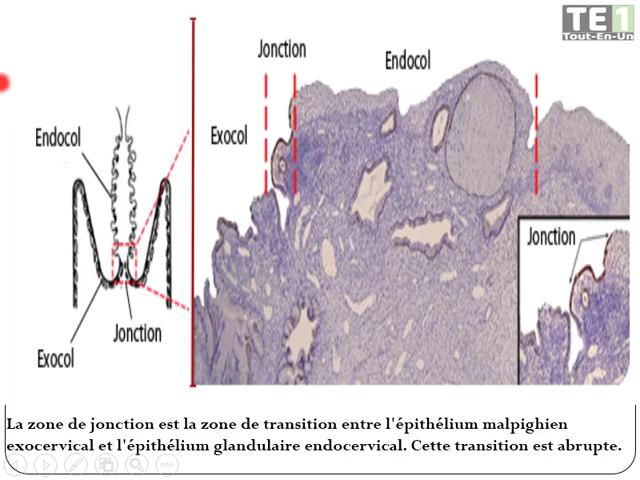 TE1
Tout-En-Un
Jonction
Endocol
Exocol
Endocol
Jonction
Jonction
Exocol
La zone de jonction est la zone de transition entre l'épithélium malpighien
exocervical et l'épithélium glandulaire endocervical. Cette transition est abrupte.